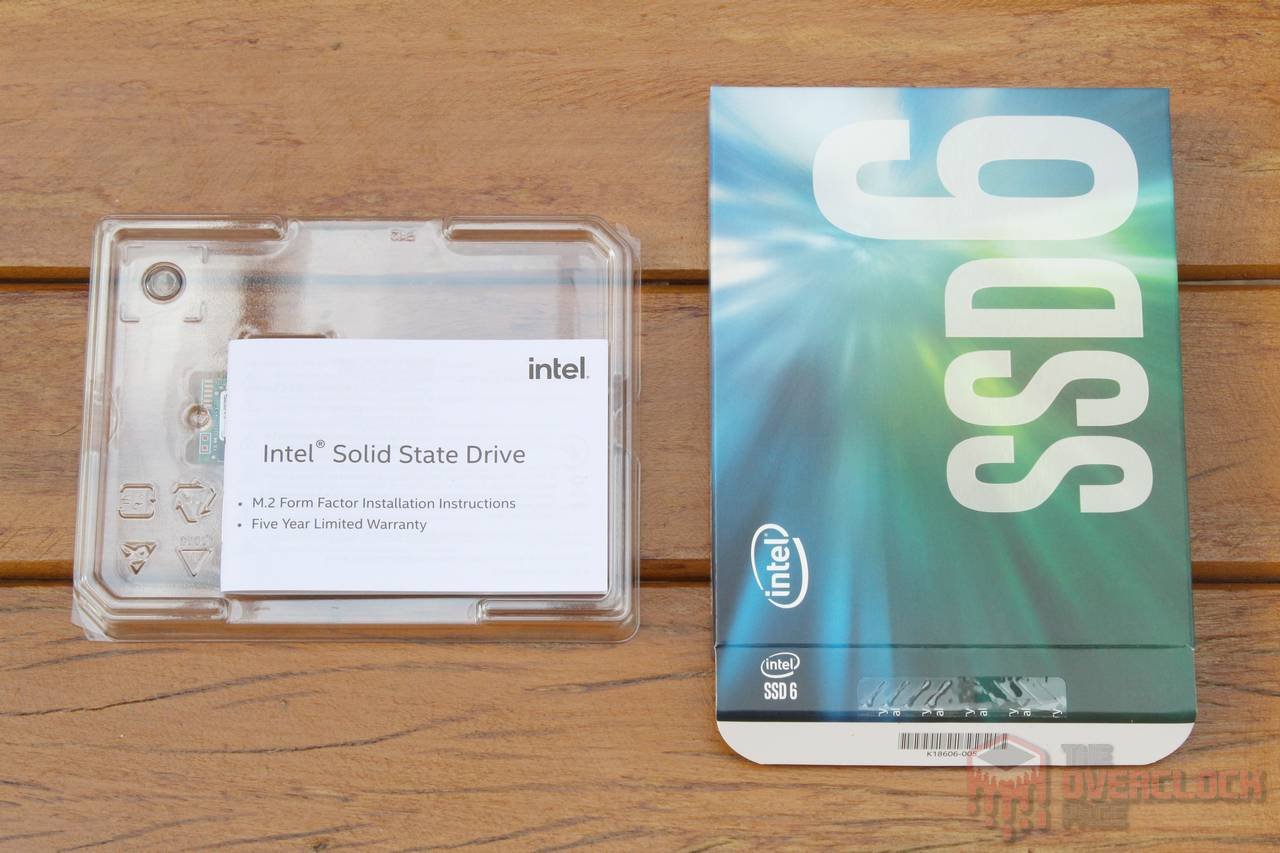 intel
Intel® Solid State Drive
• M.2 Form Factor Installation Instructions
• Five Year Limited Warranty
SSD6
intel
intel
SSD 6
THE
OVERCLOCK
PAGE